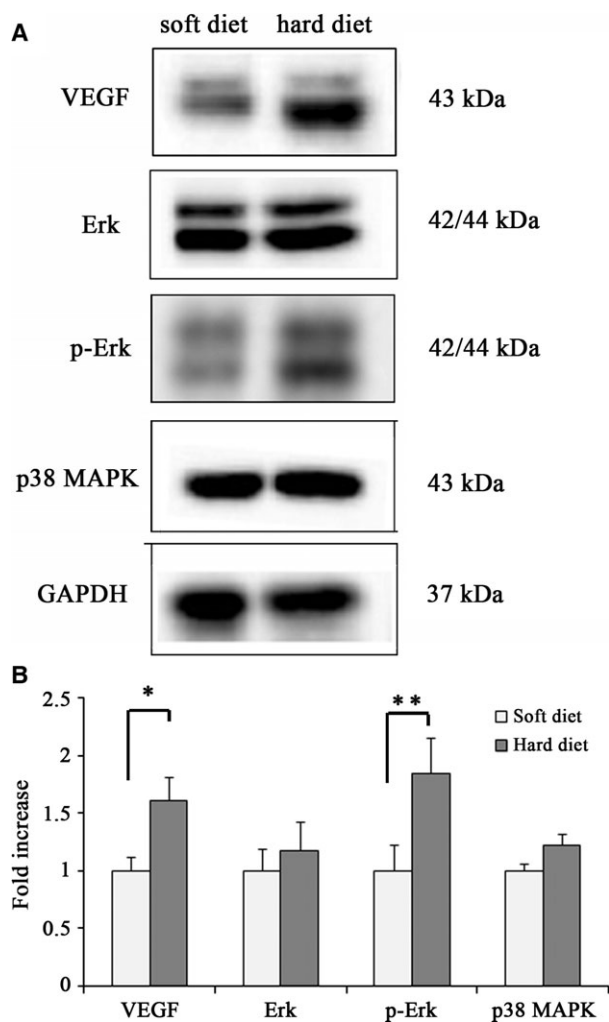 A
soft diet hard diet
VEGF 43 kDa
Erk 42/44 kDa
p-Erk 42/44 kDa
p38 MAPK 43 kDa
GAPDH 37 kDa
B
2.5
2
1.5
1
0.5
0
Fold increase
* **
Soft diet
Hard diet
VEGF Erk p-Erk p38 MAPK